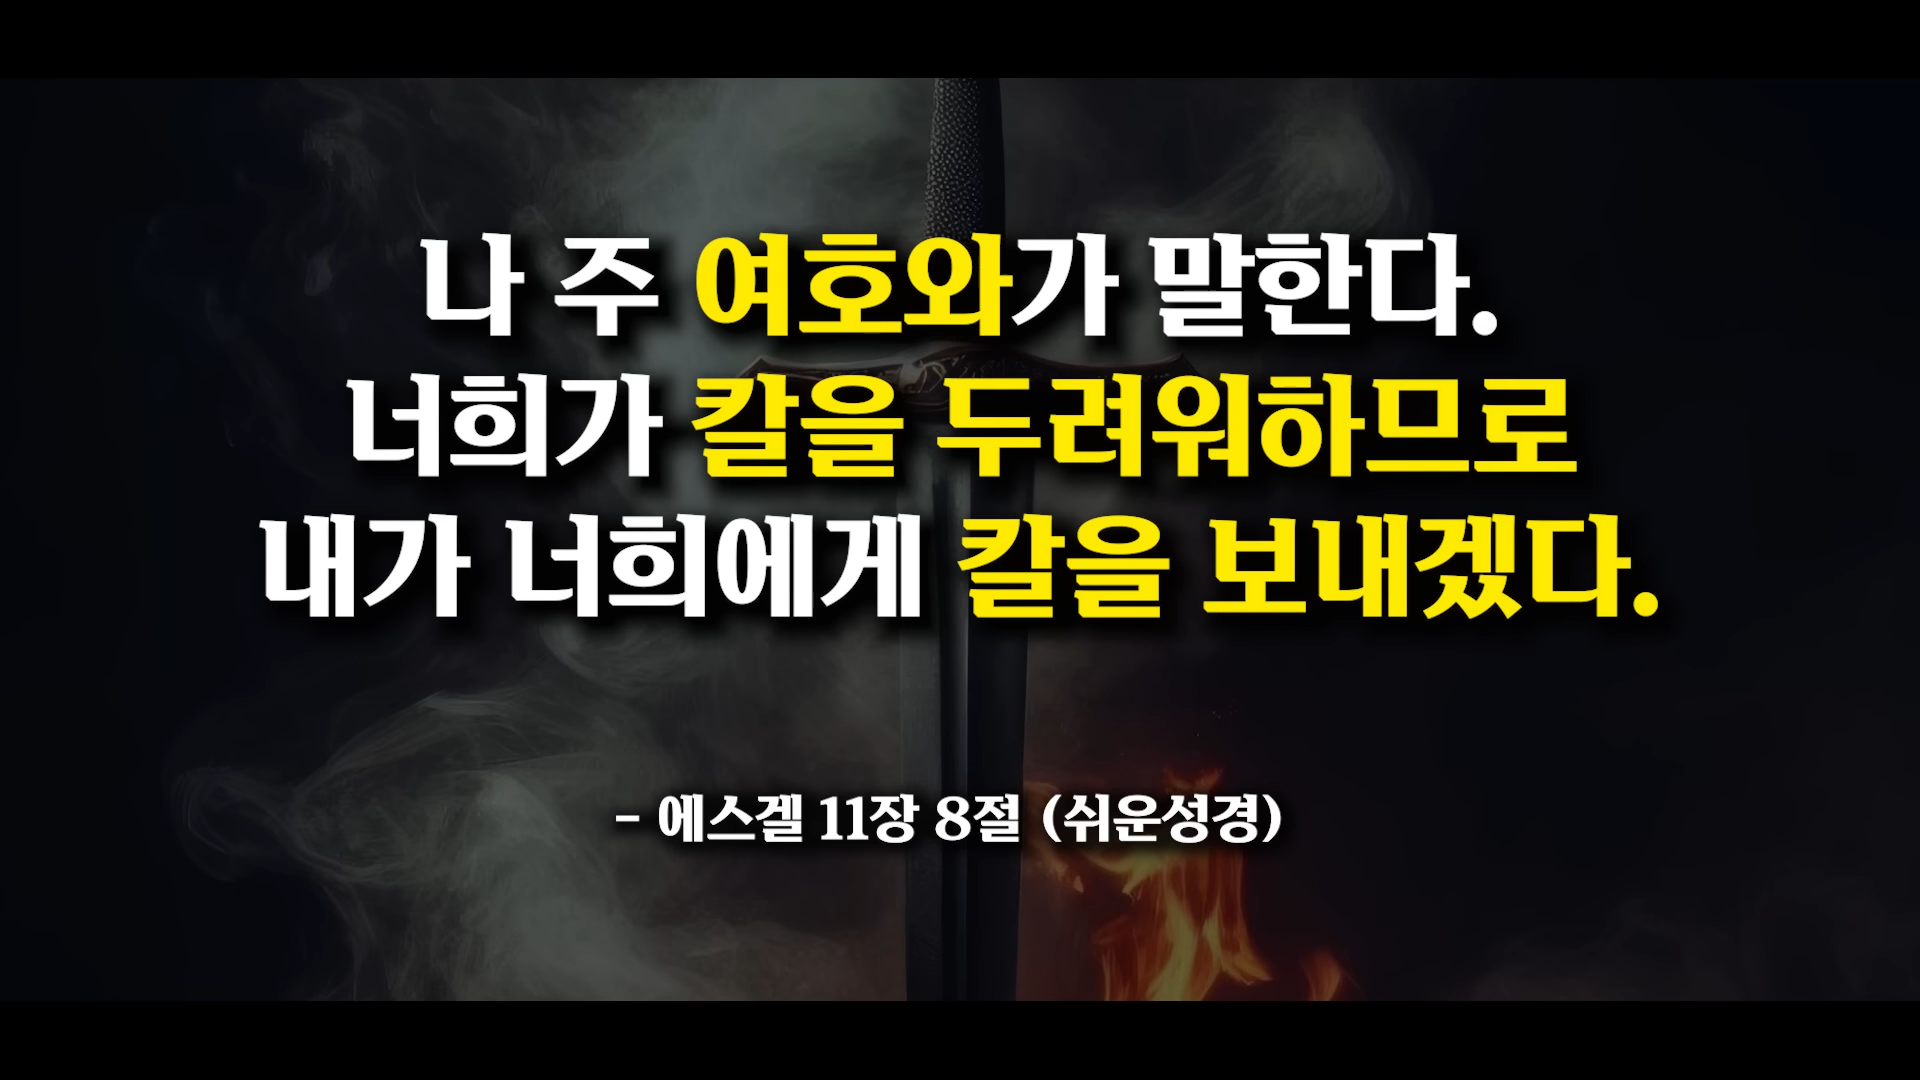 나 주 여호와가 말한다.
너희가 칼을 두려워하므로
내가 너희에게 칼을 보내겠다.
- 에스겔 11장 8절 (쉬운성경)